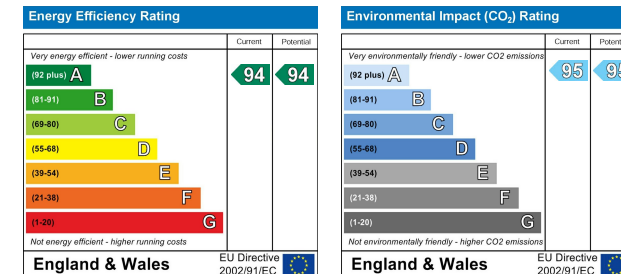 Energy Efficiency Rating
Current Potential
Very energy efficient - lower running costs
(92 plus) A
94 94
(81-91) B
(69-80) C
(55-68) D
(39-54) E
(21-38) F
(1-20) G
Not energy efficient - higher running costs
England & Wales
EU Directive
2002/91/EC
Environmental Impact (CO₂) Rating
Current Potent
Very environmentally friendly - lower CO2 emissions
(92 plus) A
95 95
(81-91) B
(69-80) C
(55-68) D
(39-54) E
(21-38) F
(1-20) G
Not environmentally friendly - higher CO2 emissions
England & Wales
EU Directive
2002/91/EC